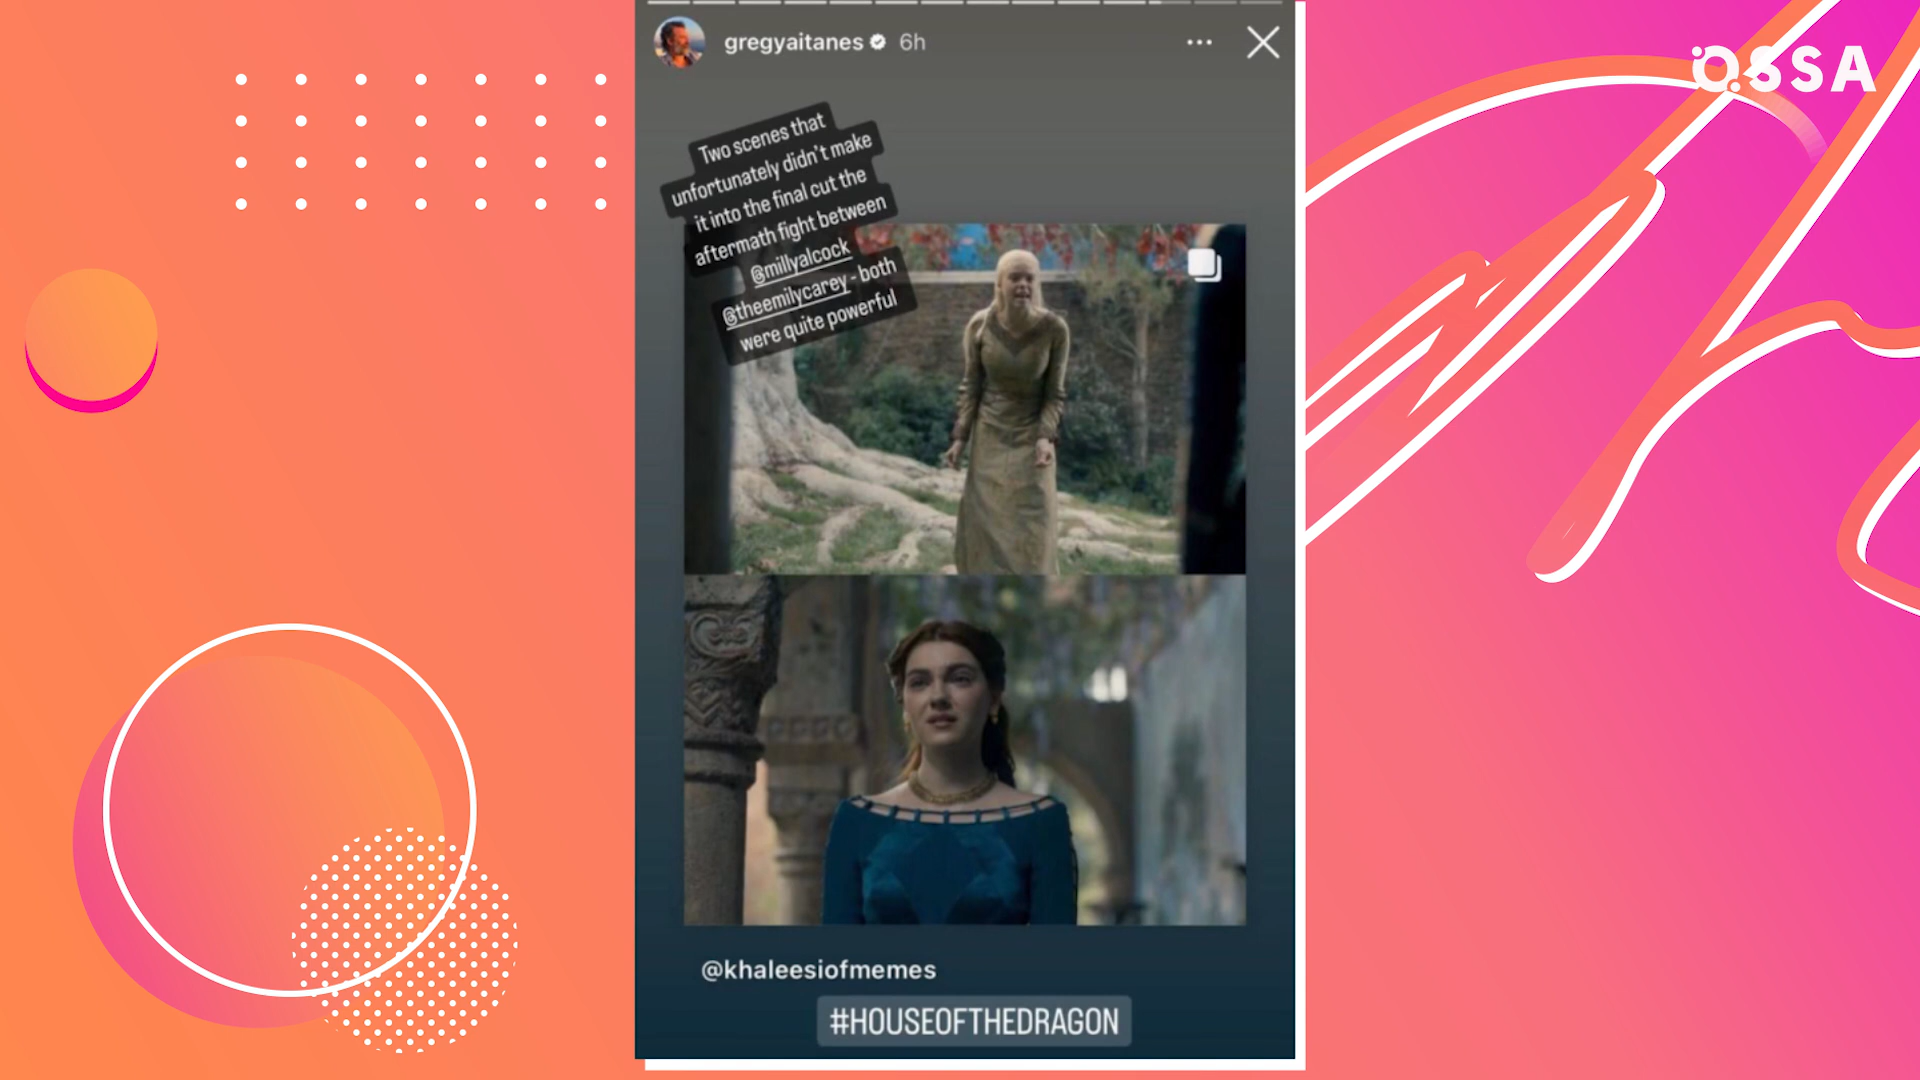 gregyaitanes 6h
QSSA
Two scenes that
unfortunately didn't make
it into the final cut the
aftermath fight between
@millyalcock
@theemilycarey - both
were quite powerful
@khaleesiofmemes
#HOUSEOFTHEDRAGON